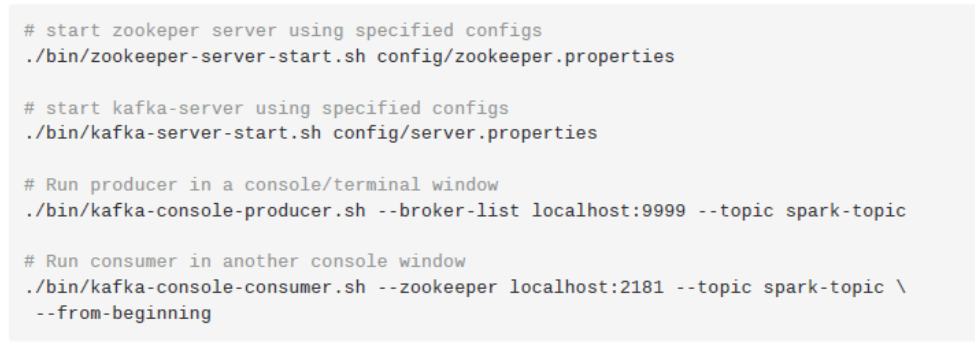 # start zookeper server using specified configs
./bin/zookeeper-server-start.sh config/zookeeper.properties
# start kafka-server using specified configs
./bin/kafka-server-start.sh config/server.properties
# Run producer in a console/terminal window
./bin/kafka-console-producer.sh --broker-list localhost:9999 --topic spark-topic
# Run consumer in another console window
./bin/kafka-console-consumer.sh --zookeeper localhost:2181 --topic spark-topic \
--from-beginning